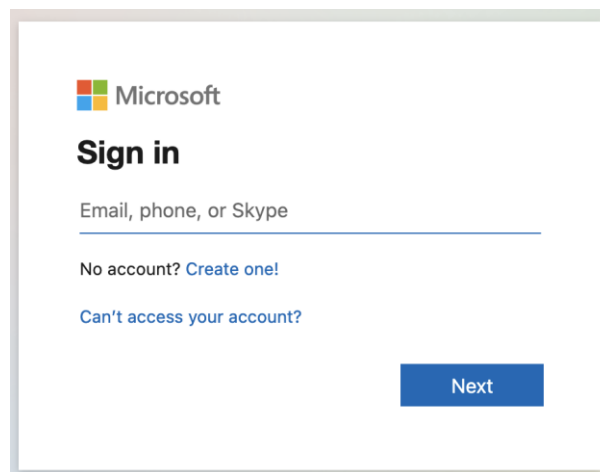 Microsoft
Sign in
Email, phone, or Skype
No account? Create one!
Can't access your account?
Next